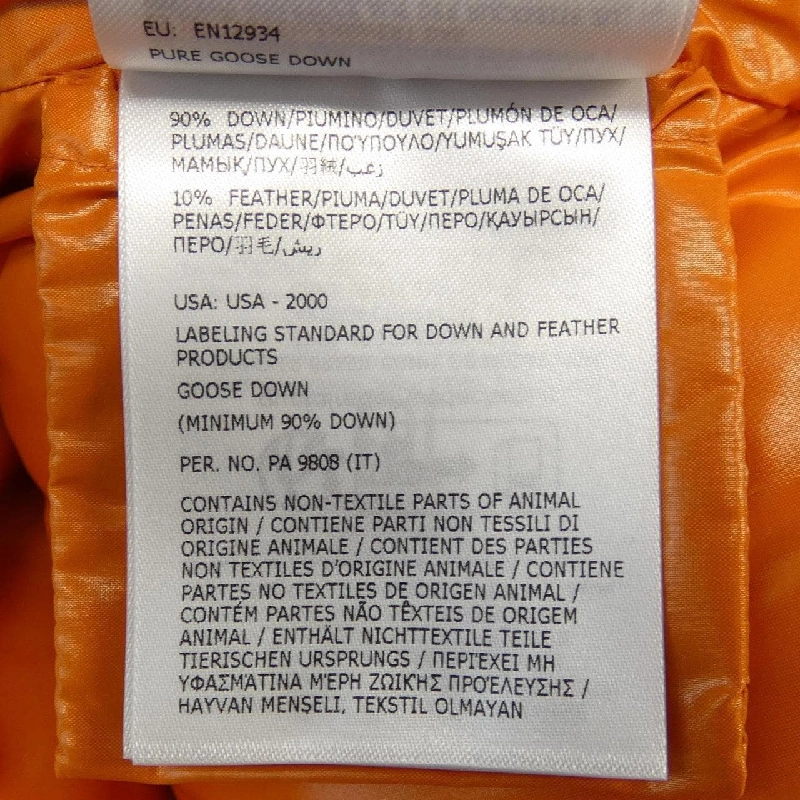 EU: EN12934
PURE GOOSE DOWN
90% DOWN/PIUMINO/DUVET/PLUMÓN DE OCA/
PLUMAS/DAUNE/ΠΟΎΠΟΥΛΟ/YUMUŞAK TÜY/ПУХ/
МАМЫҚ/ПУХ/羽絨/زغب
10% FEATHER/PIUMA/DUVET/PLUMA DE OCA/
PENAS/FEDER/ΦΤΕΡΟ/TÜY/ПЕРО/ҚАУЫРСЫН/
ПЕРО/羽毛/ريش
USA: USA - 2000
LABELING STANDARD FOR DOWN AND FEATHER
PRODUCTS
GOOSE DOWN
(MINIMUM 90% DOWN)
PER. NO. PA 9808 (IT)
CONTAINS NON-TEXTILE PARTS OF ANIMAL
ORIGIN / CONTIENE PARTI NON TESSILI DI
ORIGINE ANIMALE / CONTIENT DES PARTIES
NON TEXTILES D'ORIGINE ANIMALE / CONTIENE
PARTES NO TEXTILES DE ORIGEN ANIMAL /
CONTÉM PARTES NÃO TÊXTEIS DE ORIGEM
ANIMAL / ENTHÄLT NICHTTEXTILE TEILE
TIERISCHEN URSPRUNGS / ΠΕΡΙΈΧΕΙ ΜΗ
ΥΦΑΣΜΆΤΙΝΑ ΜΈΡΗ ΖΩΙΚΉΣ ΠΡΟΈΛΕΥΣΗΣ /
HAYVAN MENŞELİ, TEKSTIL OLMAYAN